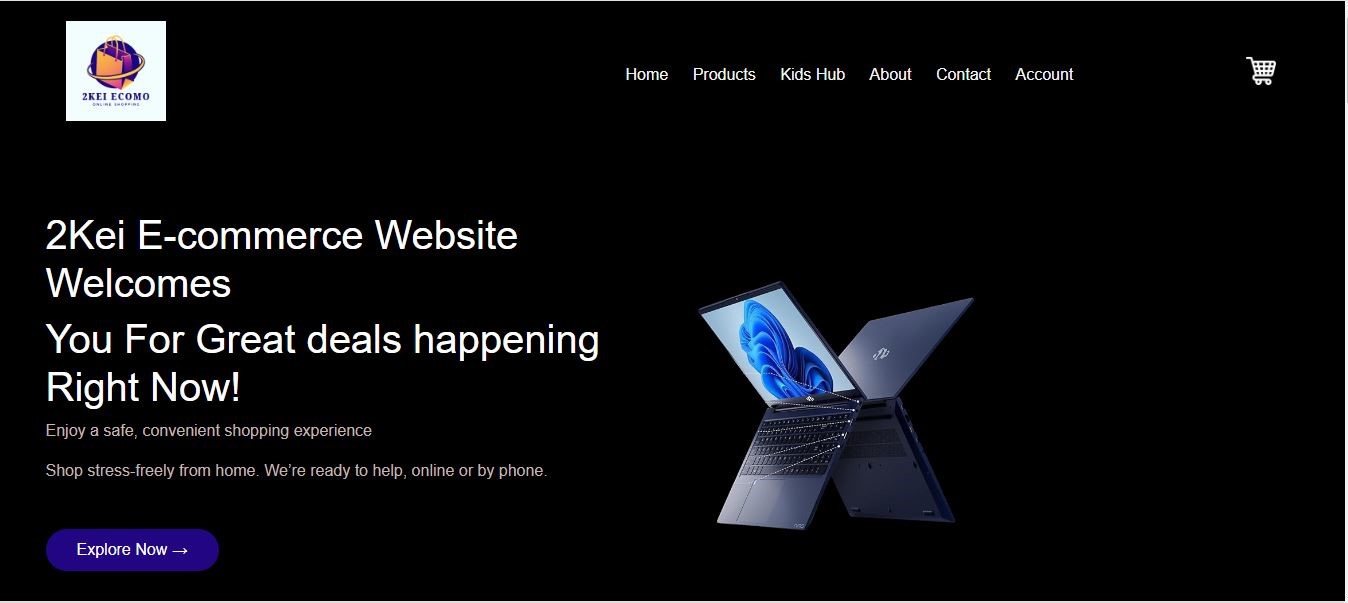 2KEI ECOMO
ONLINE SHOPPING
Home Products Kids Hub About Contact Account
2Kei E-commerce Website
Welcomes
You For Great deals happening
Right Now!
Enjoy a safe, convenient shopping experience
Shop stress-freely from home. We’re ready to help, online or by phone.
Explore Now →